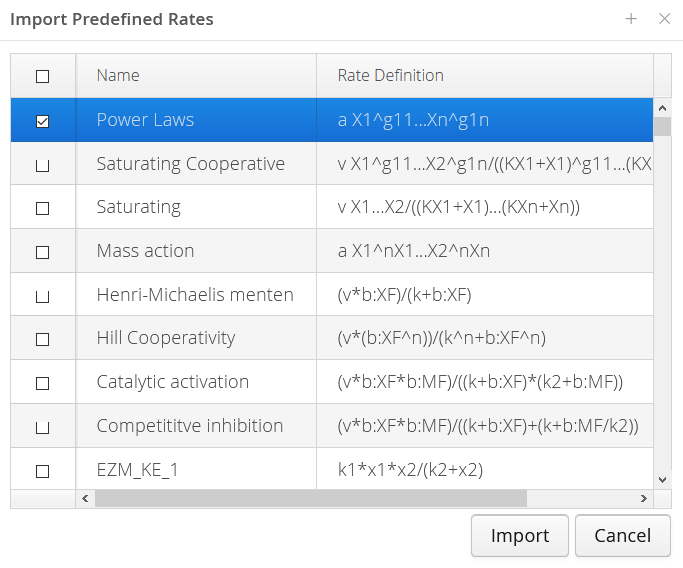 Import Predefined Rates
Name Rate Definition
Power Laws a X1^g11...Xn^g1n
Saturating Cooperative v X1^g11...X2^g1n/((KX1+X1)^g11...(KX
Saturating v X1...X2/((KX1+X1)...(KXn+Xn))
Mass action a X1^nX1...X2^nXn
Henri-Michaelis menten (v*b:XF)/(k+b:XF)
Hill Cooperativity (v*(b:XF^n))/(k^n+b:XF^n)
Catalytic activation (v*b:XF*b:MF)/((k+b:XF)*(k2+b:MF))
Competititve inhibition (v*b:XF*b:MF)/((k+b:XF)+(k+b:MF/k2))
EZM_KE_1 k1*x1*x2/(k2+x2)
Import Cancel